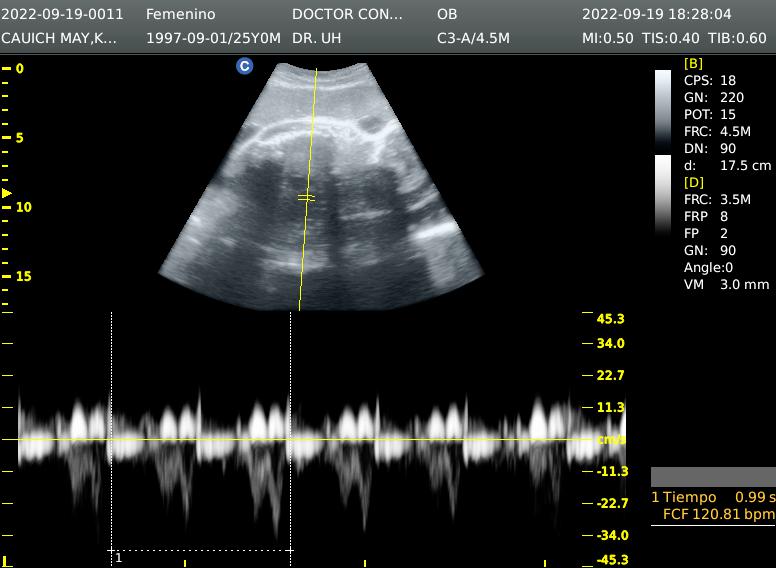 2022-09-19-0011 Femenino DOCTOR CON... OB 2022-09-19 18:28:04
CAUICH MAY,K... 1997-09-01/25Y0M DR. UH C3-A/4.5M MI:0.50 TIS:0.40 TIB:0.60
C
0
5
10
15
[B]
CPS: 18
GN: 220
POT: 15
FRC: 4.5M
DN: 90
d: 17.5 cm
[D]
FRC: 3.5M
FRP 8
FP 2
GN: 90
Angle:0
VM 3.0 mm
45.3
34.0
22.7
11.3
cm/s
-11.3
-22.7
-34.0
-45.3
1
1 Tiempo 0.99 s
FCF 120.81 bpm